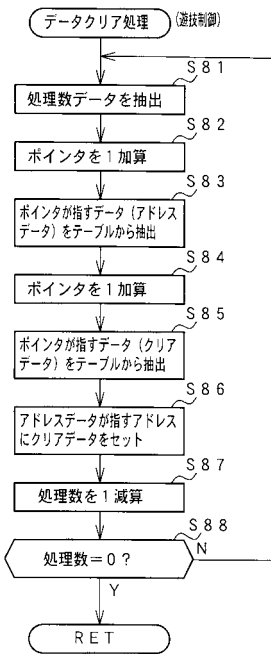 データクリア処理
(遊技制御)
S81
処理数データを抽出
S82
ポインタを1加算
S83
ポインタが指すデータ（アドレス
データ）をテーブルから抽出
S84
ポインタを1加算
S85
ポインタが指すデータ（クリア
データ）をテーブルから抽出
S86
アドレスデータが指すアドレス
にクリアデータをセット
S87
処理数を1減算
S88
処理数＝0？
N
Y
RET